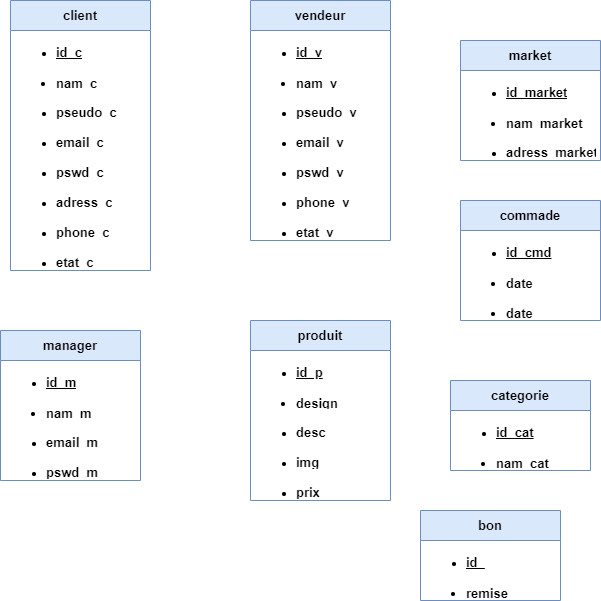 client
id_c
nam_c
pseudo_c
email_c
pswd_c
adress_c
phone_c
etat_c
vendeur
id_v
nam_v
pseudo_v
email_v
pswd_v
phone_v
etat_v
market
id_market
nam_market
adress_market
commade
id_cmd
date
date
manager
id_m
nam_m
email_m
pswd_m
produit
id_p
design
desc
img
prix
categorie
id_cat
nam_cat
bon
id_
remise